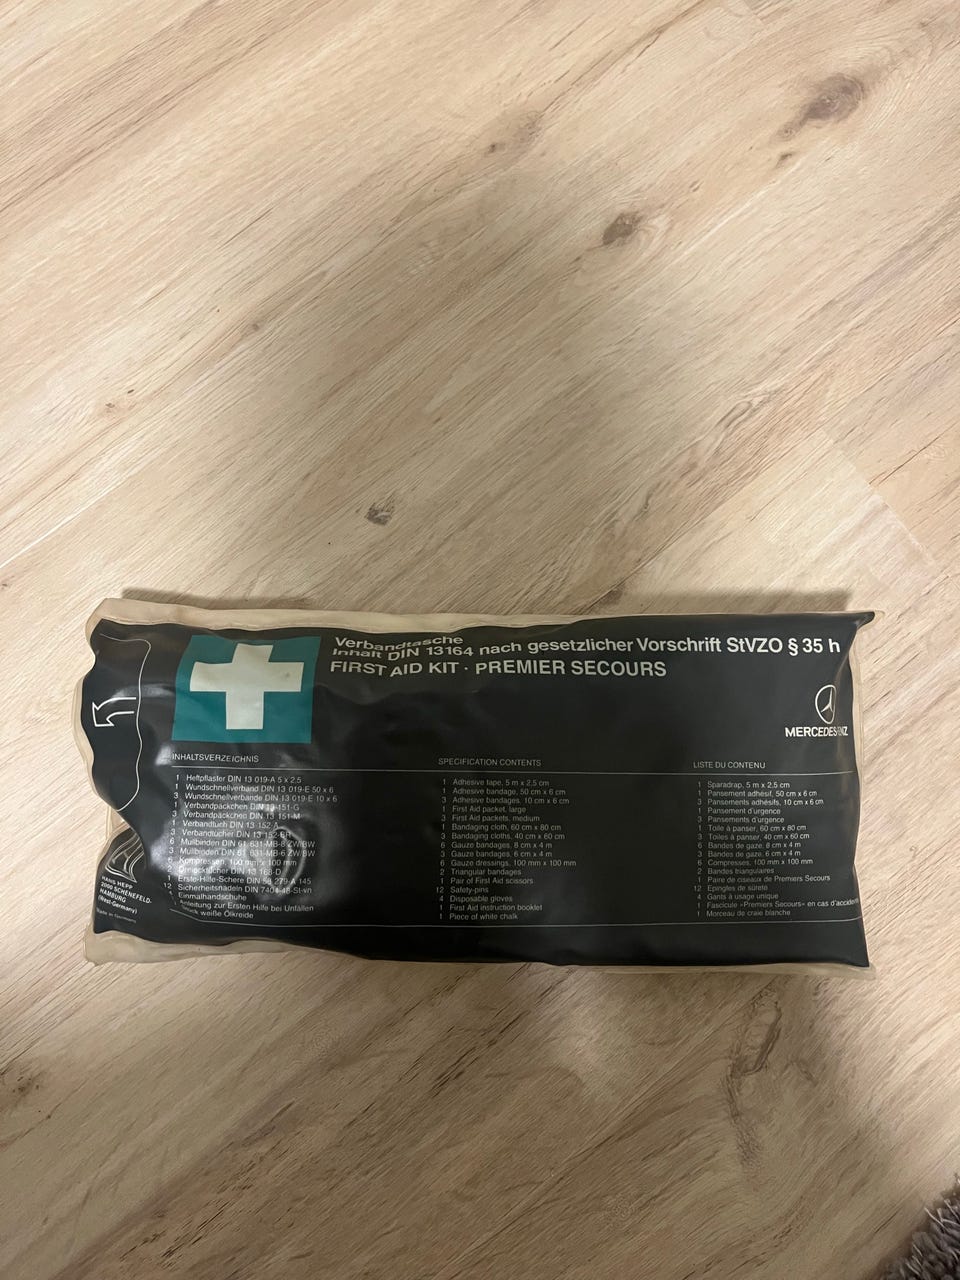 Verbandtasche
Inhalt DIN 13164 nach gesetzlicher Vorschrift StVZO § 35 h
FIRST AID KIT · PREMIER SECOURS
MERCEDES
INHALTSVERZEICHNIS
1 Heftpflaster DIN 13 019-A 5 x 2,5
1 Wundschnellverband DIN 13 019-E 50 x 6
3 Wundschnellverbände DIN 13 019-E 10 x 6
1 Verbandpäckchen DIN 13 151-G
3 Verbandpäckchen DIN 13 151-M
1 Verbandtuch DIN 13 152-A
3 Verbandtücher DIN 13 152-BR
6 Mullbinden DIN 61 631-MB-8 ZW/BW
3 Mullbinden DIN 61 631-MB-6 ZW/BW
Kompressen, 100 mm x 100 mm
2 Dreiecktücher DIN 13 168-D
1 Erste-Hilfe-Schere DIN 58 279-A 145
12 Sicherheitsnadeln DIN 7404-48-St-vn
Einmalhandschuhe
Anleitung zur Ersten Hilfe bei Unfällen
weiße Ölkreide
SPECIFICATION CONTENTS
1 Adhesive tape, 5 m x 2,5 cm
1 Adhesive bandage, 50 cm x 6 cm
3 Adhesive bandages, 10 cm x 6 cm
1 First Aid packet, large
3 First Aid packets, medium
1 Bandaging cloth, 60 cm x 80 cm
3 Bandaging cloths, 40 cm x 60 cm
6 Gauze bandages, 8 cm x 4 m
3 Gauze bandages, 6 cm x 4 m
6 Gauze dressings, 100 mm x 100 mm
2 Triangular bandages
1 Pair of First Aid scissors
12 Safety-pins
4 Disposable gloves
1 First Aid instruction booklet
1 Piece of white chalk
LISTE DU CONTENU
1 Sparadrap, 5 m x 2,5 cm
1 Pansement adhésif, 50 cm x 6 cm
3 Pansements adhésifs, 10 cm x 6 cm
1 Pansement d'urgence
3 Pansements d'urgence
1 Toile à panser, 60 cm x 80 cm
3 Toiles à panser, 40 cm x 60 cm
6 Bandes de gaze, 8 cm x 4 m
3 Bandes de gaze, 6 cm x 4 m
6 Compresses, 100 mm x 100 mm
2 Bandes triangulaires
1 Paire de ciseaux de Premiers Secours
12 Epingles de sûreté
4 Gants à usage unique
1 Fascicule «Premiers Secours» en cas d'accident
1 Morceau de craie blanche
HANS HEPP
2000 SCHENEFELD-
HAMBURG
(West-Germany)
Made in Germany